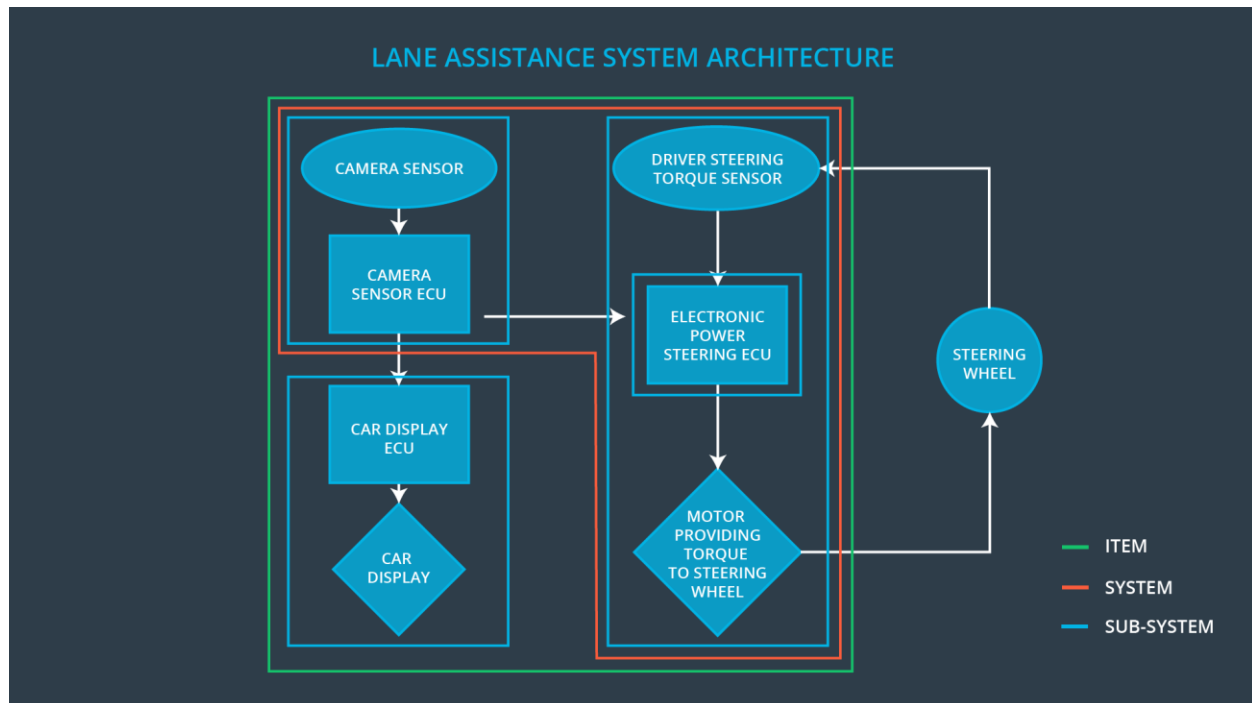 LANE ASSISTANCE SYSTEM ARCHITECTURE
CAMERA SENSOR
CAMERA
SENSOR ECU
CAR DISPLAY
ECU
CAR
DISPLAY
DRIVER STEERING
TORQUE SENSOR
ELECTRONIC
POWER
STEERING ECU
MOTOR
PROVIDING
TORQUE
TO STEERING
WHEEL
STEERING
WHEEL
ITEM
SYSTEM
SUB-SYSTEM